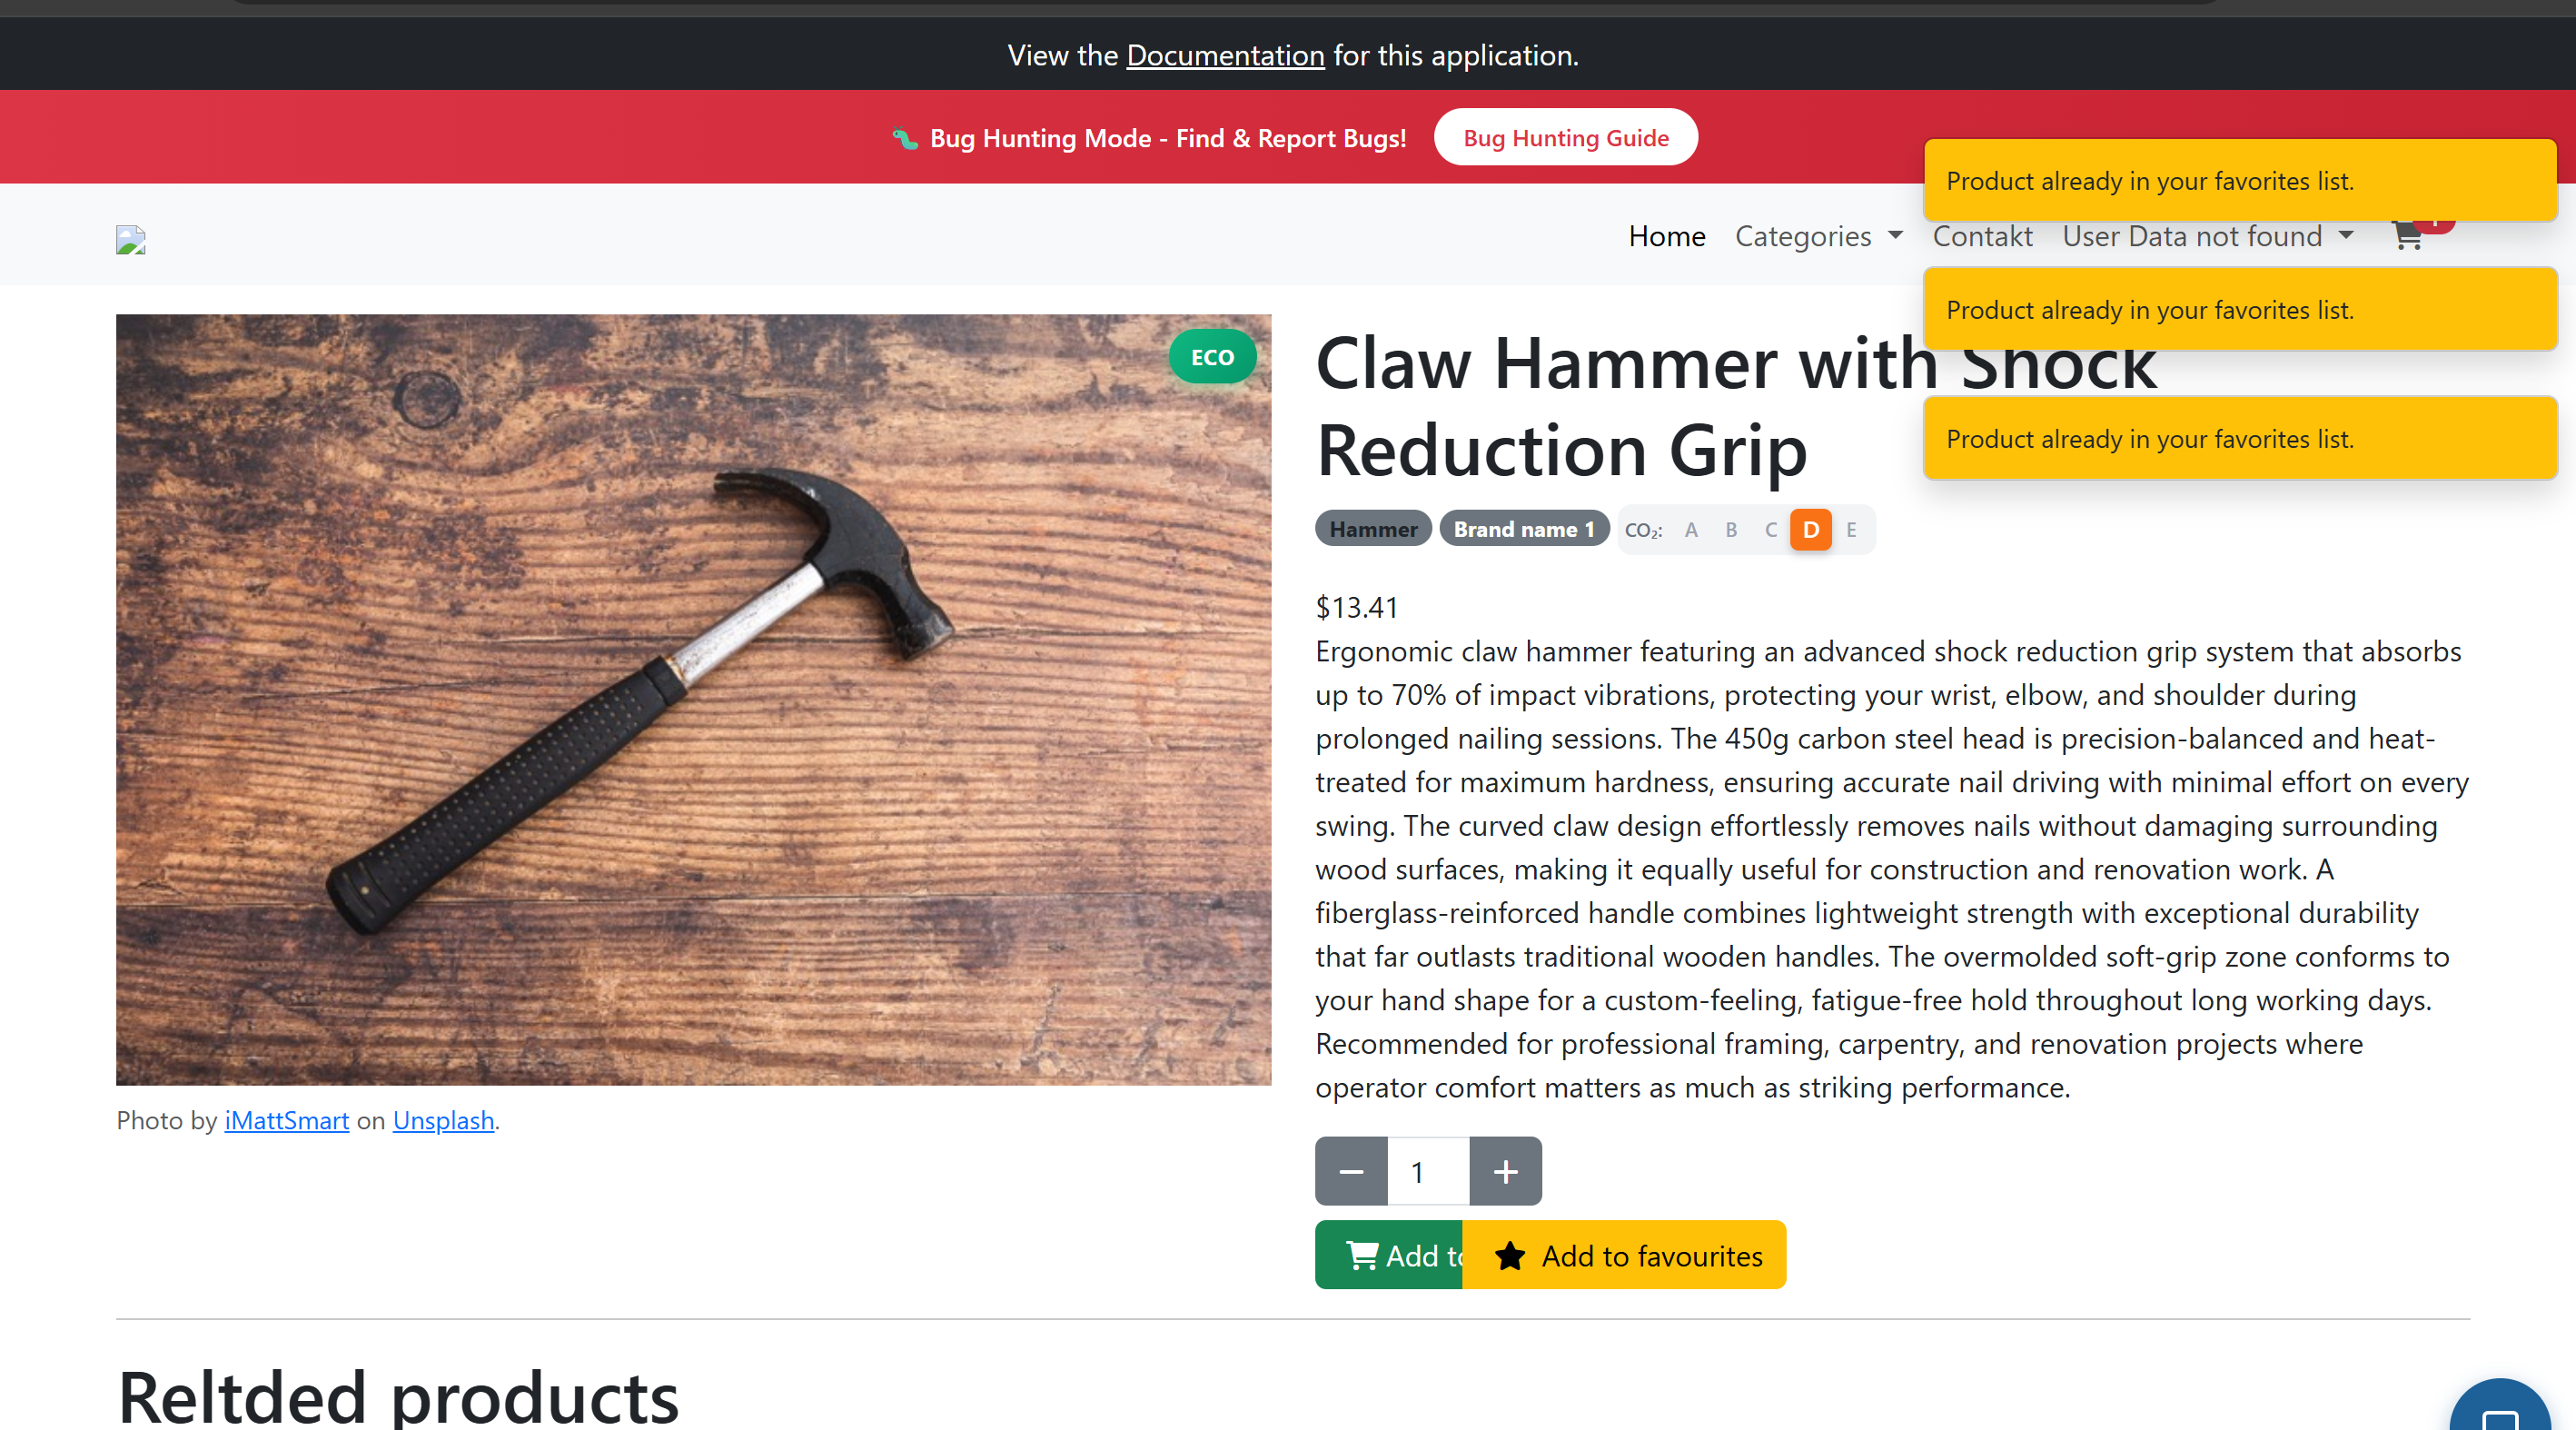 View the Documentation for this application.
Bug Hunting Mode - Find & Report Bugs!
Bug Hunting Guide
Product already in your favorites list.
Home
Categories
Contakt
User Data not found
Product already in your favorites list.
ECO
Claw Hammer with Shock
Reduction Grip
Product already in your favorites list.
Hammer
Brand name 1
CO₂: A B C D E
$13.41
Ergonomic claw hammer featuring an advanced shock reduction grip system that absorbs
up to 70% of impact vibrations, protecting your wrist, elbow, and shoulder during
prolonged nailing sessions. The 450g carbon steel head is precision-balanced and heat-
treated for maximum hardness, ensuring accurate nail driving with minimal effort on every
swing. The curved claw design effortlessly removes nails without damaging surrounding
wood surfaces, making it equally useful for construction and renovation work. A
fiberglass-reinforced handle combines lightweight strength with exceptional durability
that far outlasts traditional wooden handles. The overmolded soft-grip zone conforms to
your hand shape for a custom-feeling, fatigue-free hold throughout long working days.
Recommended for professional framing, carpentry, and renovation projects where
operator comfort matters as much as striking performance.
Photo by iMattSmart on Unsplash.
1
Add to
Add to favourites
Reltded products